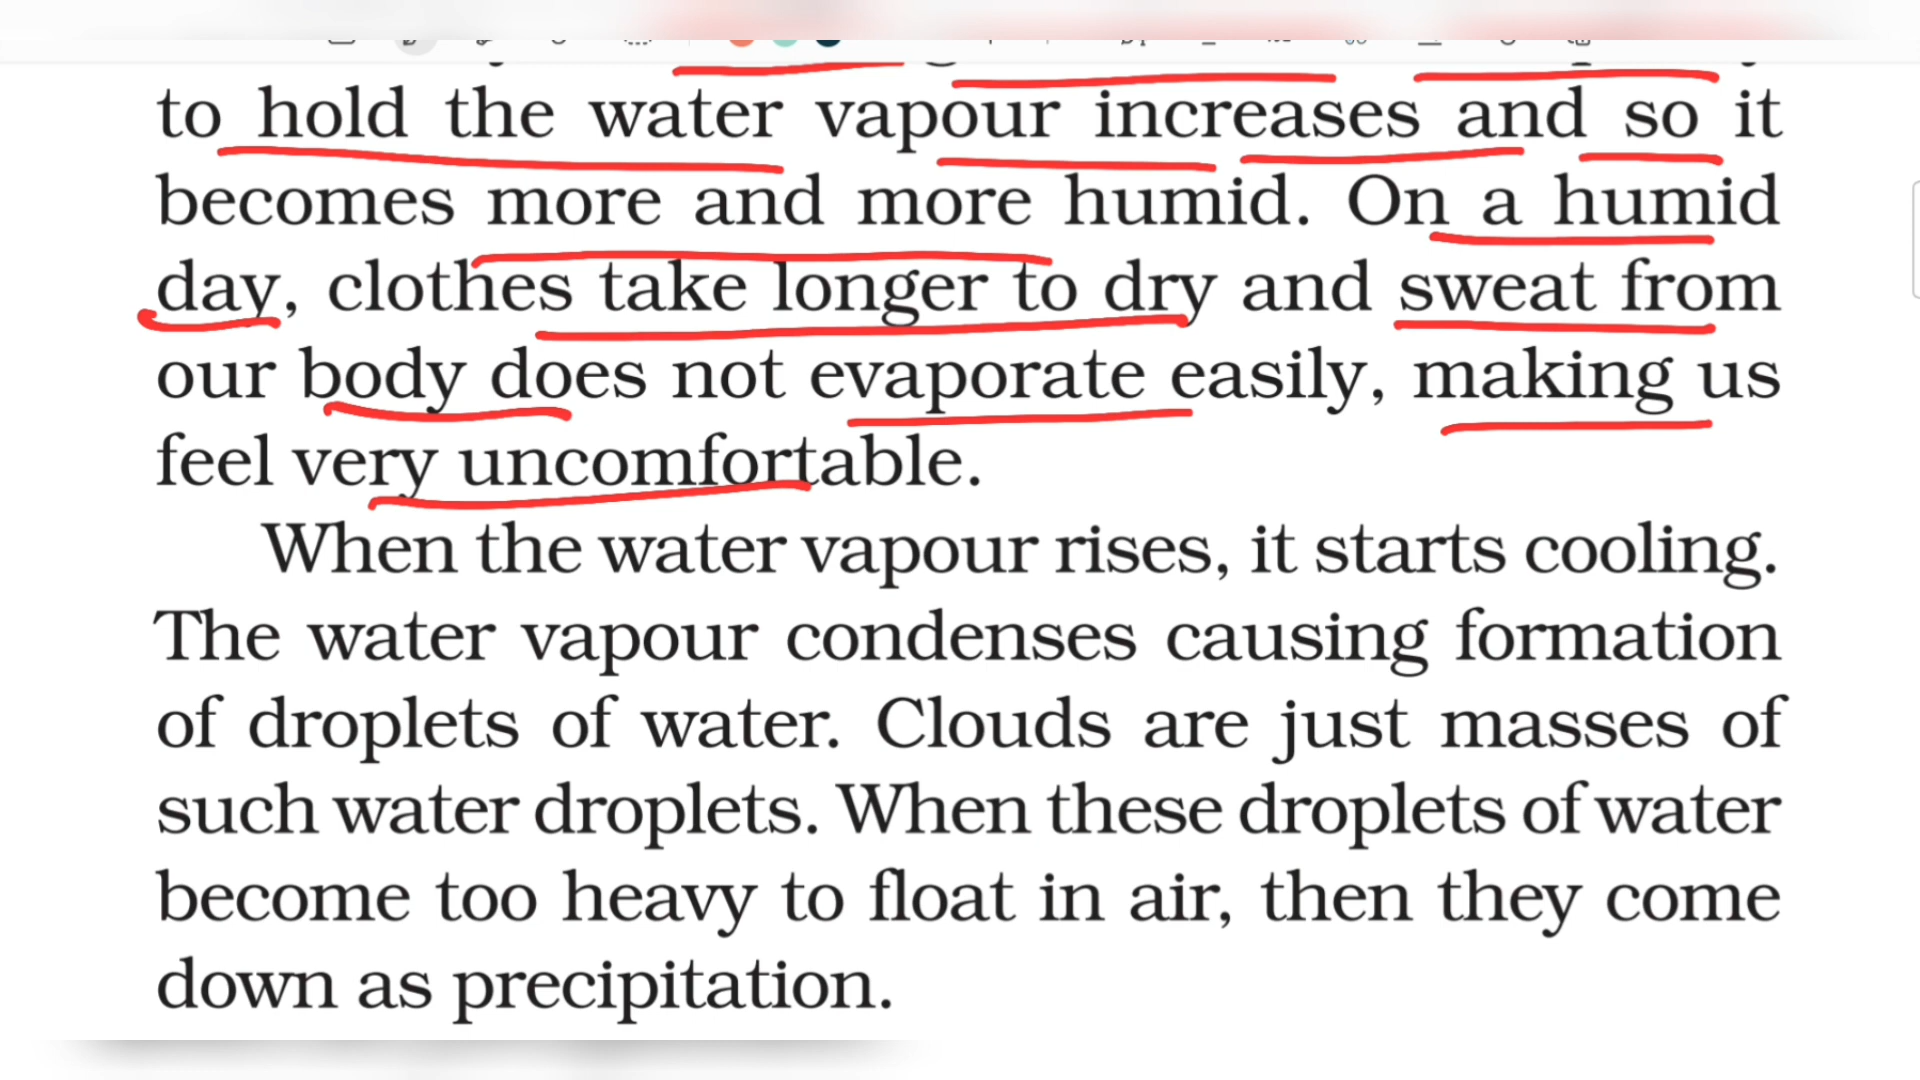 to hold the water vapour increases and so it
becomes more and more humid. On a humid
day, clothes take longer to dry and sweat from
our body does not evaporate easily, making us
feel very uncomfortable.
When the water vapour rises, it starts cooling.
The water vapour condenses causing formation
of droplets of water. Clouds are just masses of
such water droplets. When these droplets of water
become too heavy to float in air, then they come
down as precipitation.